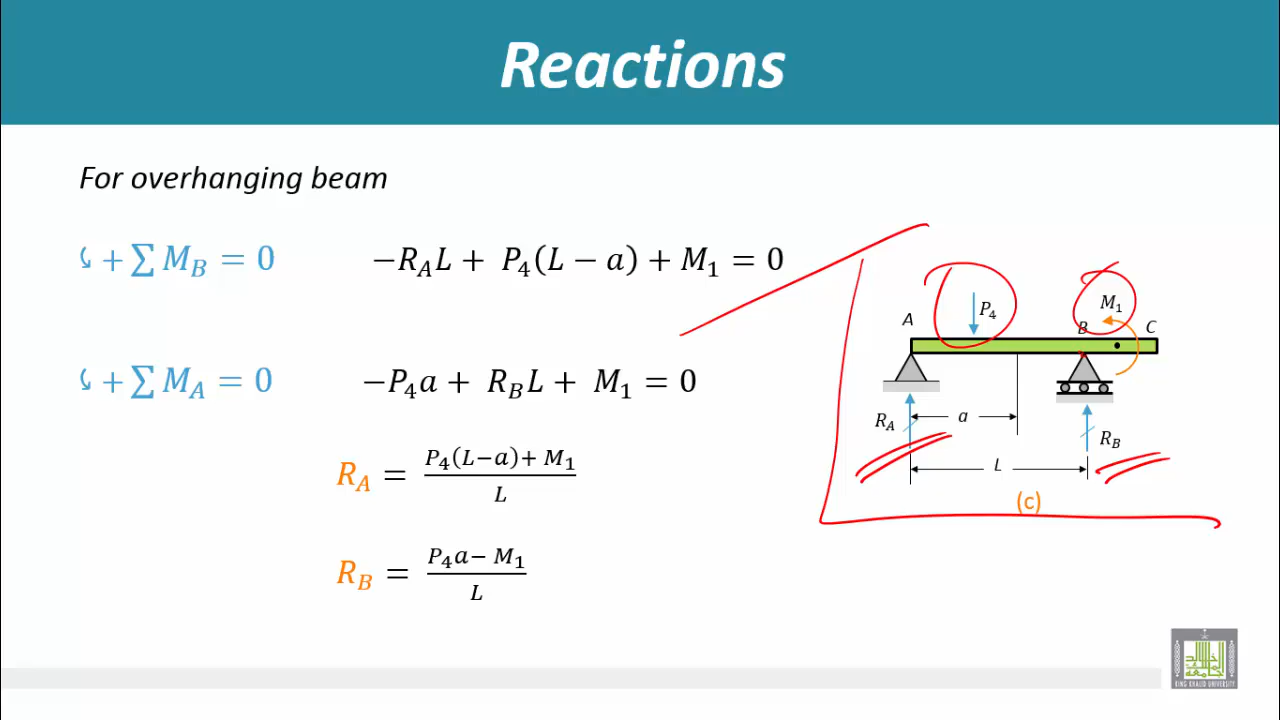 Reactions
For overhanging beam
⤹ + ∑ M_B = 0    −R_A L + P_4(L − a) + M_1 = 0
⤹ + ∑ M_A = 0    −P_4 a + R_B L + M_1 = 0
R_A = (P_4(L−a)+ M_1) / L
R_B = (P_4 a− M_1) / L
A
P_4
M_1
B
C
R_A
a
R_B
L
(c)
KING KHALID UNIVERSITY